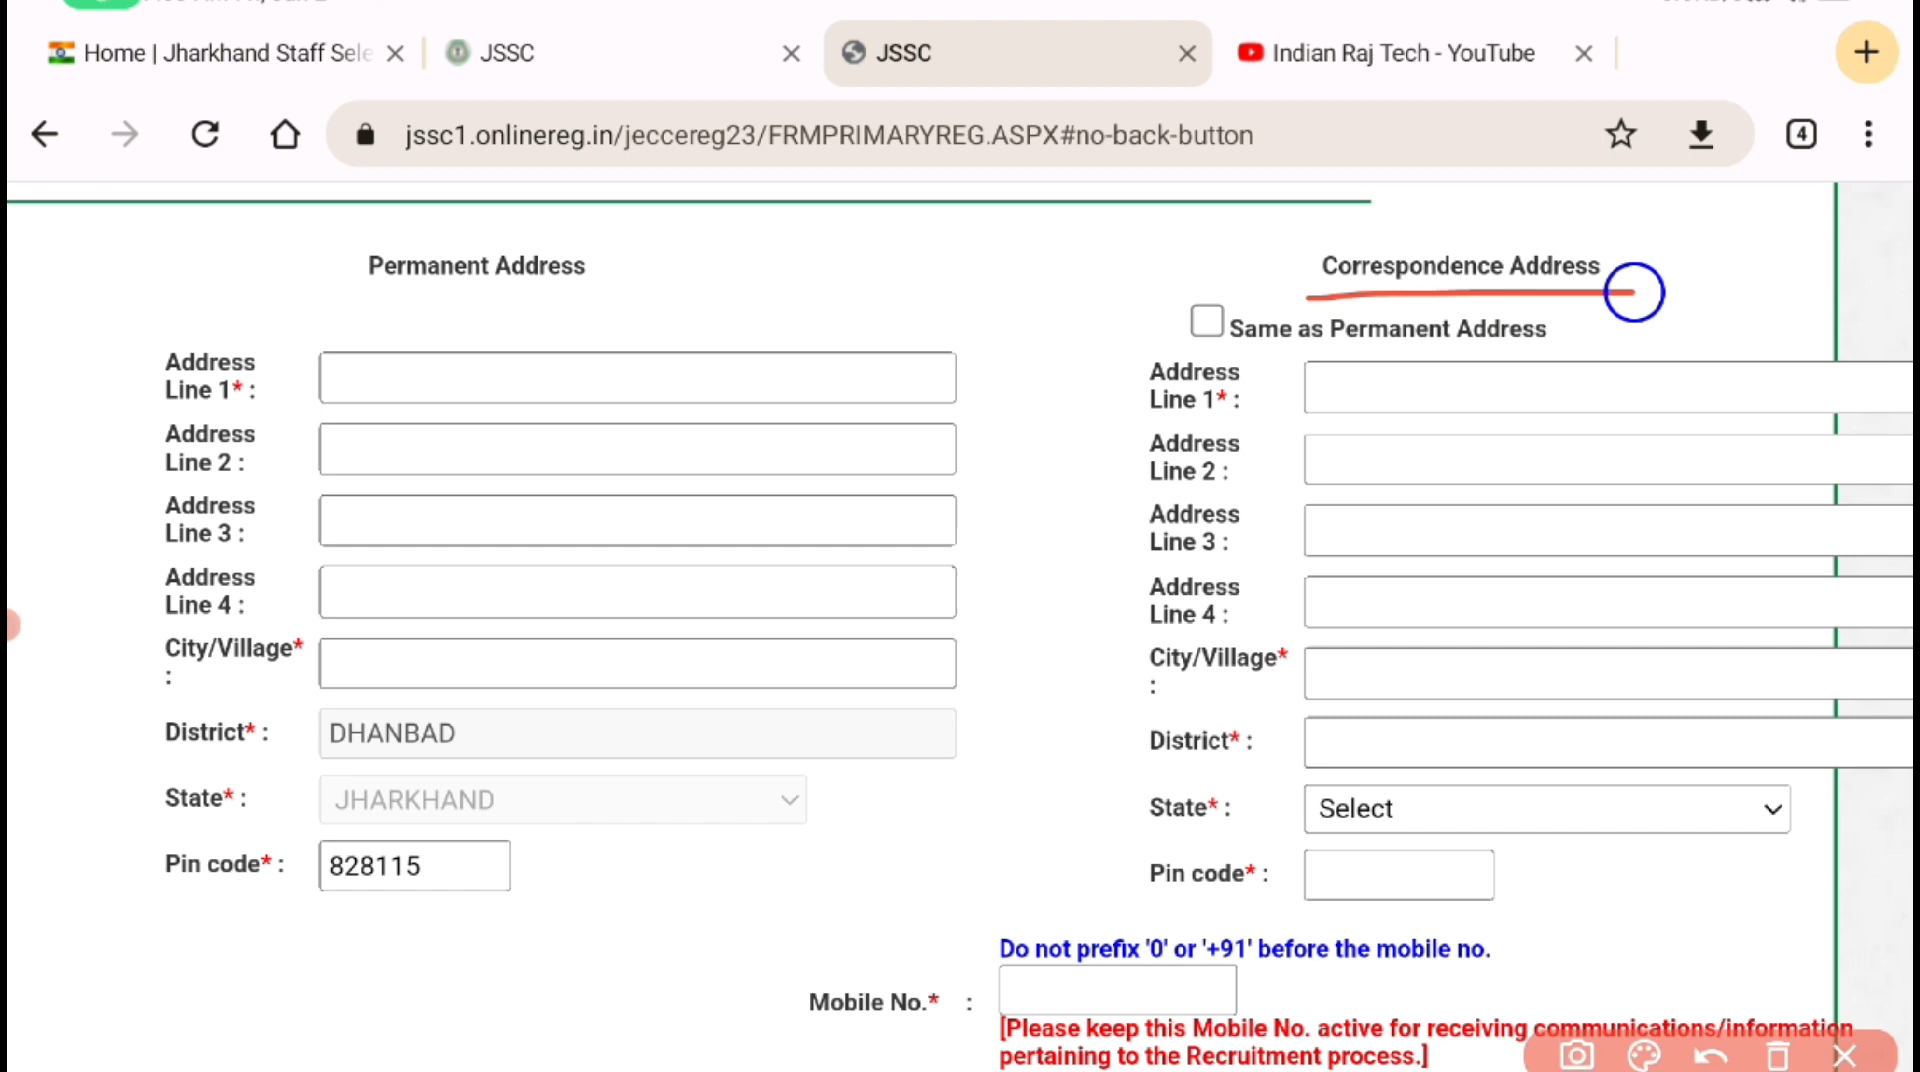 Home | Jharkhand Staff Sele
JSSC
JSSC
Indian Raj Tech - YouTube
jssc1.onlinereg.in/jeccereg23/FRMPRIMARYREG.ASPX#no-back-button
4
Permanent Address
Correspondence Address
Same as Permanent Address
Address
Line 1* :
Address
Line 2 :
Address
Line 3 :
Address
Line 4 :
City/Village*
:
District* : DHANBAD
State* : JHARKHAND
Pin code* : 828115
Address
Line 1* :
Address
Line 2 :
Address
Line 3 :
Address
Line 4 :
City/Village*
:
District* :
State* : Select
Pin code* :
Do not prefix '0' or '+91' before the mobile no.
Mobile No.* :
[Please keep this Mobile No. active for receiving communications/information
pertaining to the Recruitment process.]